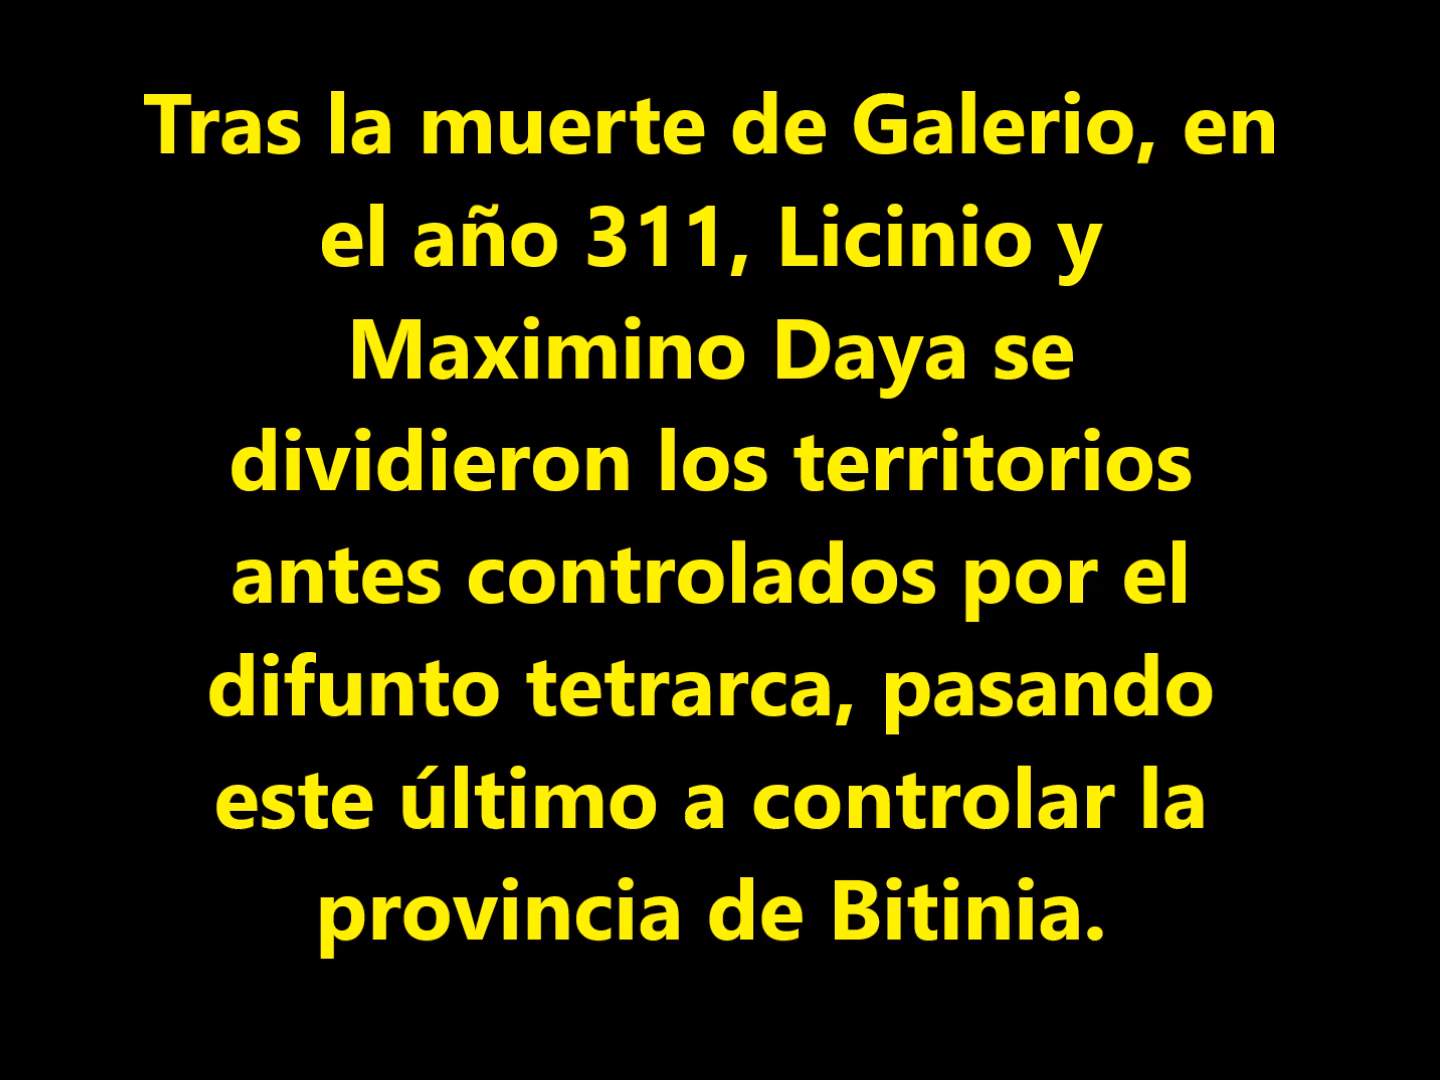 Tras la muerte de Galerio, en
el año 311, Licinio y
Maximino Daya se
dividieron los territorios
antes controlados por el
difunto tetrarca, pasando
este último a controlar la
provincia de Bitinia.